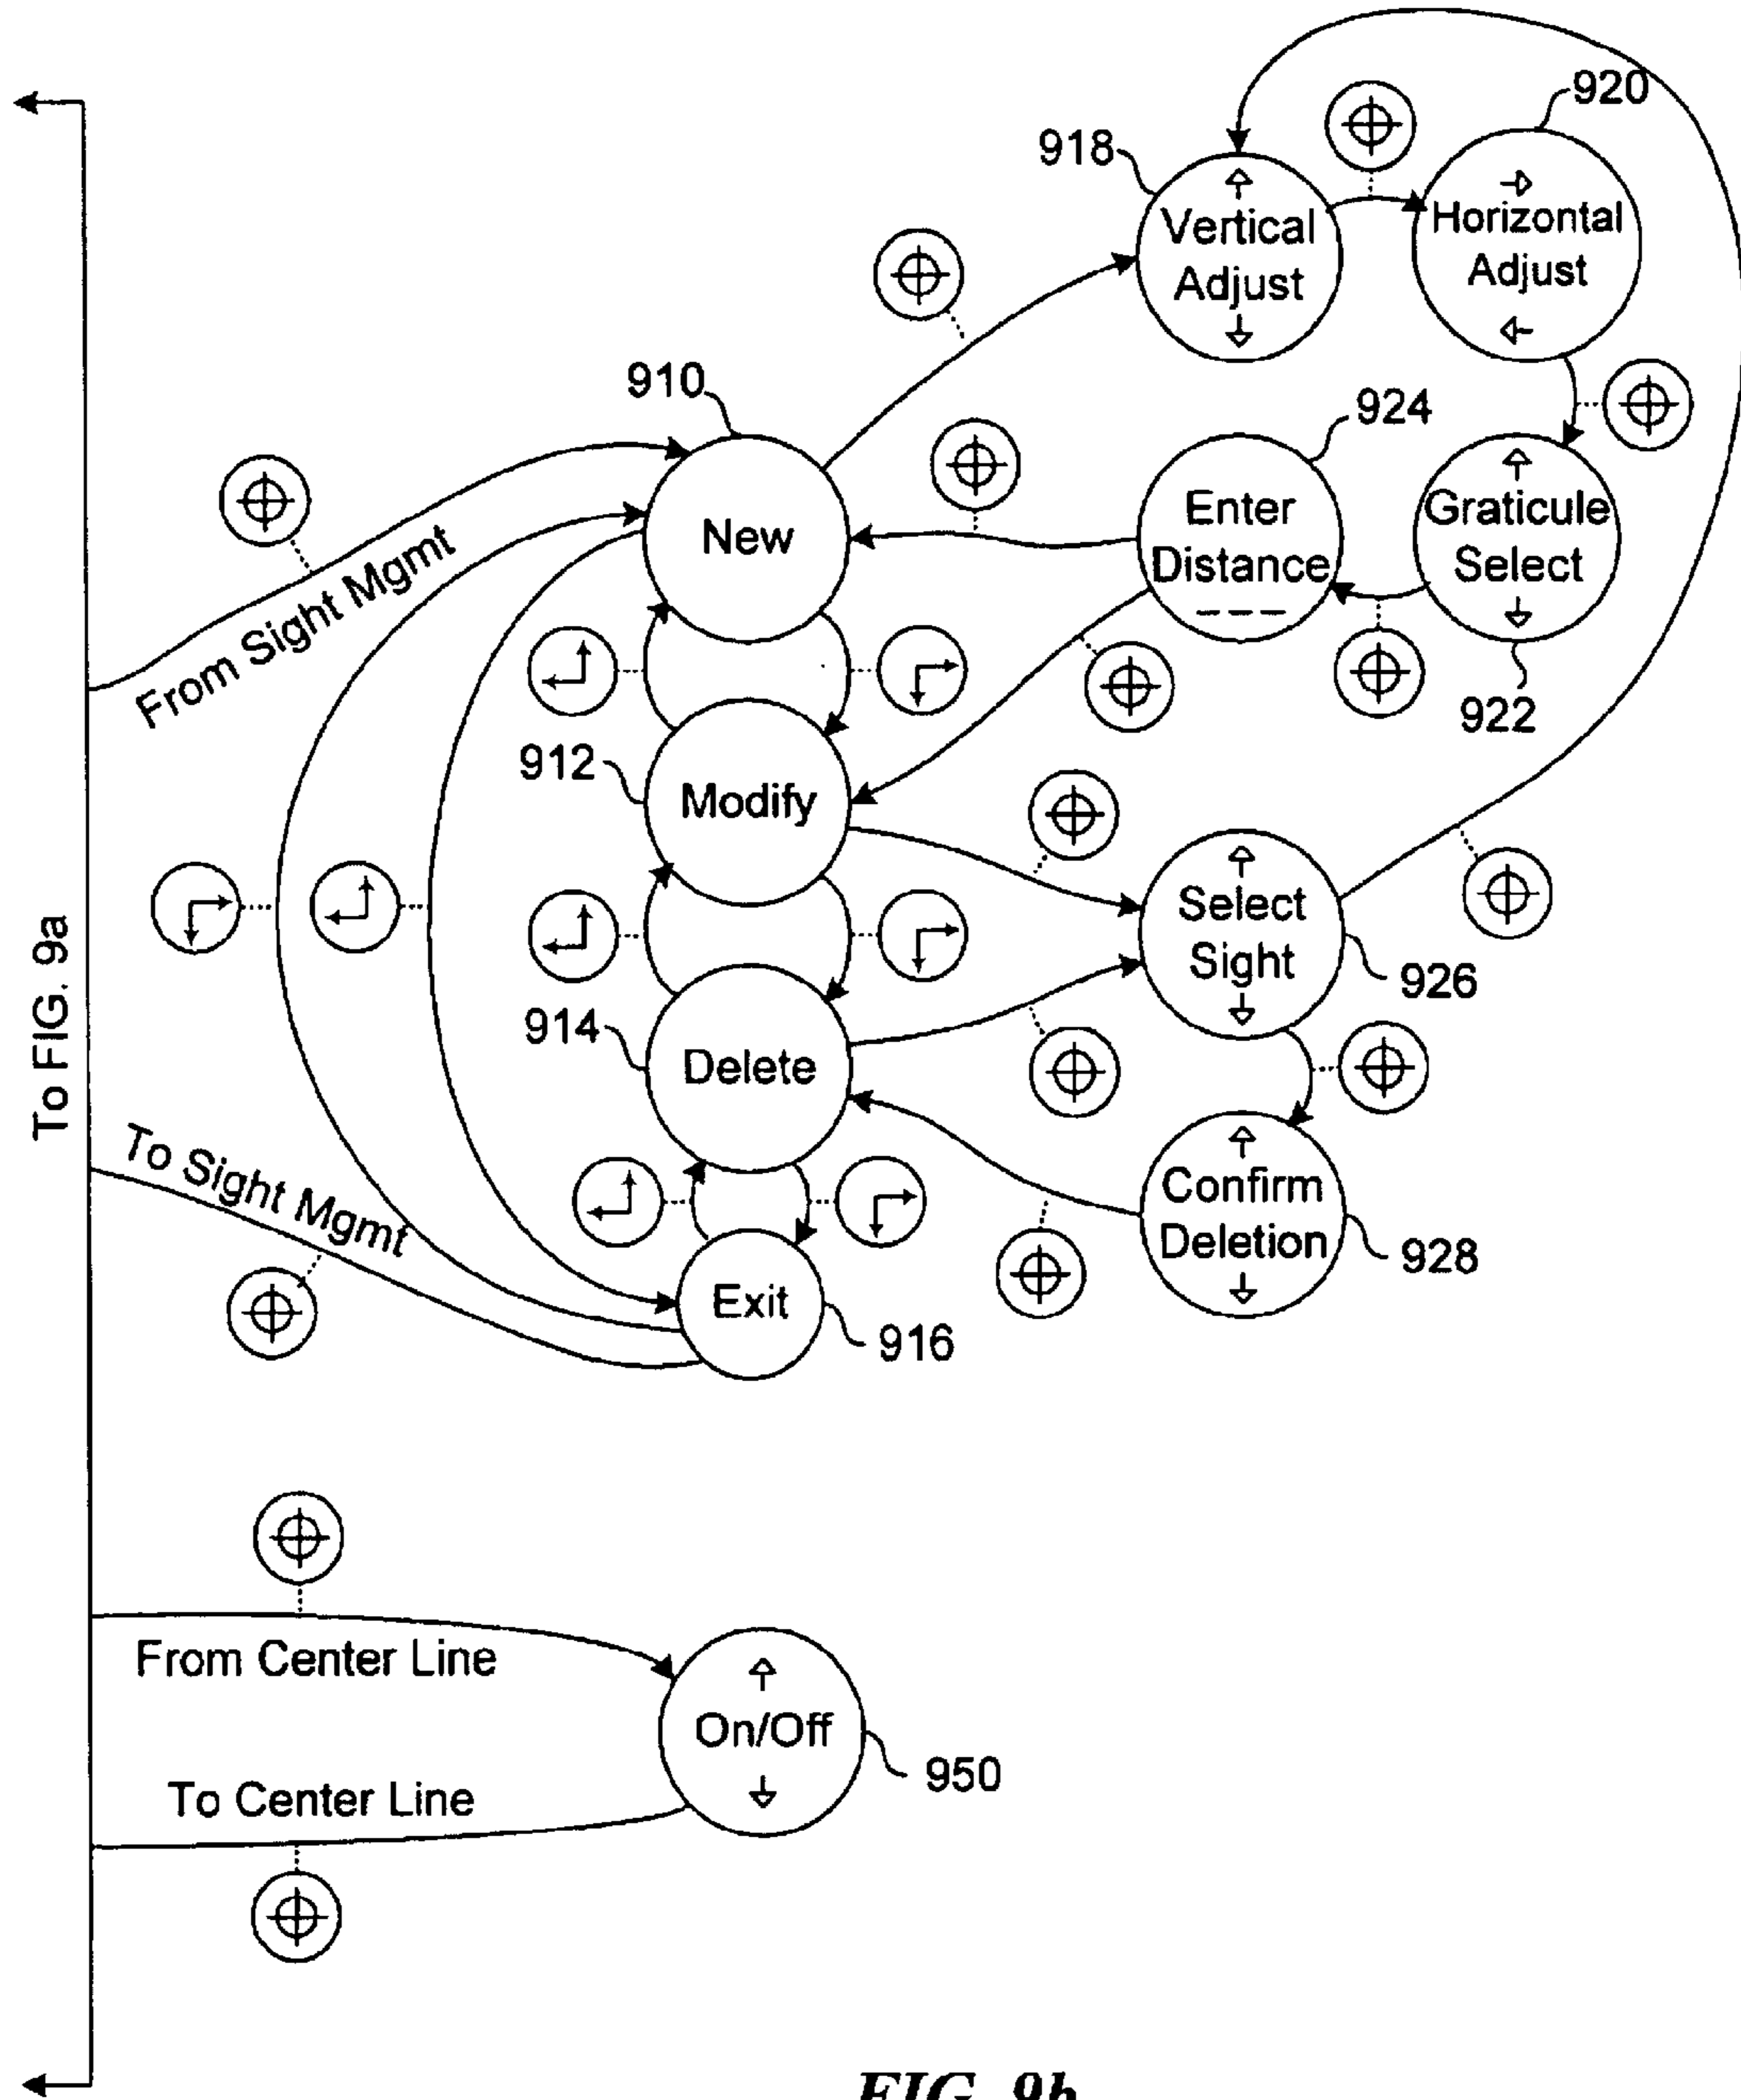 920
918
Vertical
Adjust
Horizontal
Adjust
910
924
New
Enter
Distance
Graticule
Select
From Sight Mgmt
922
912
Modify
Select
Sight
926
To FIG. 9a
914
Delete
To Sight Mgmt
Confirm
Deletion
928
Exit
916
From Center Line
On/Off
950
To Center Line
FIG. 9b